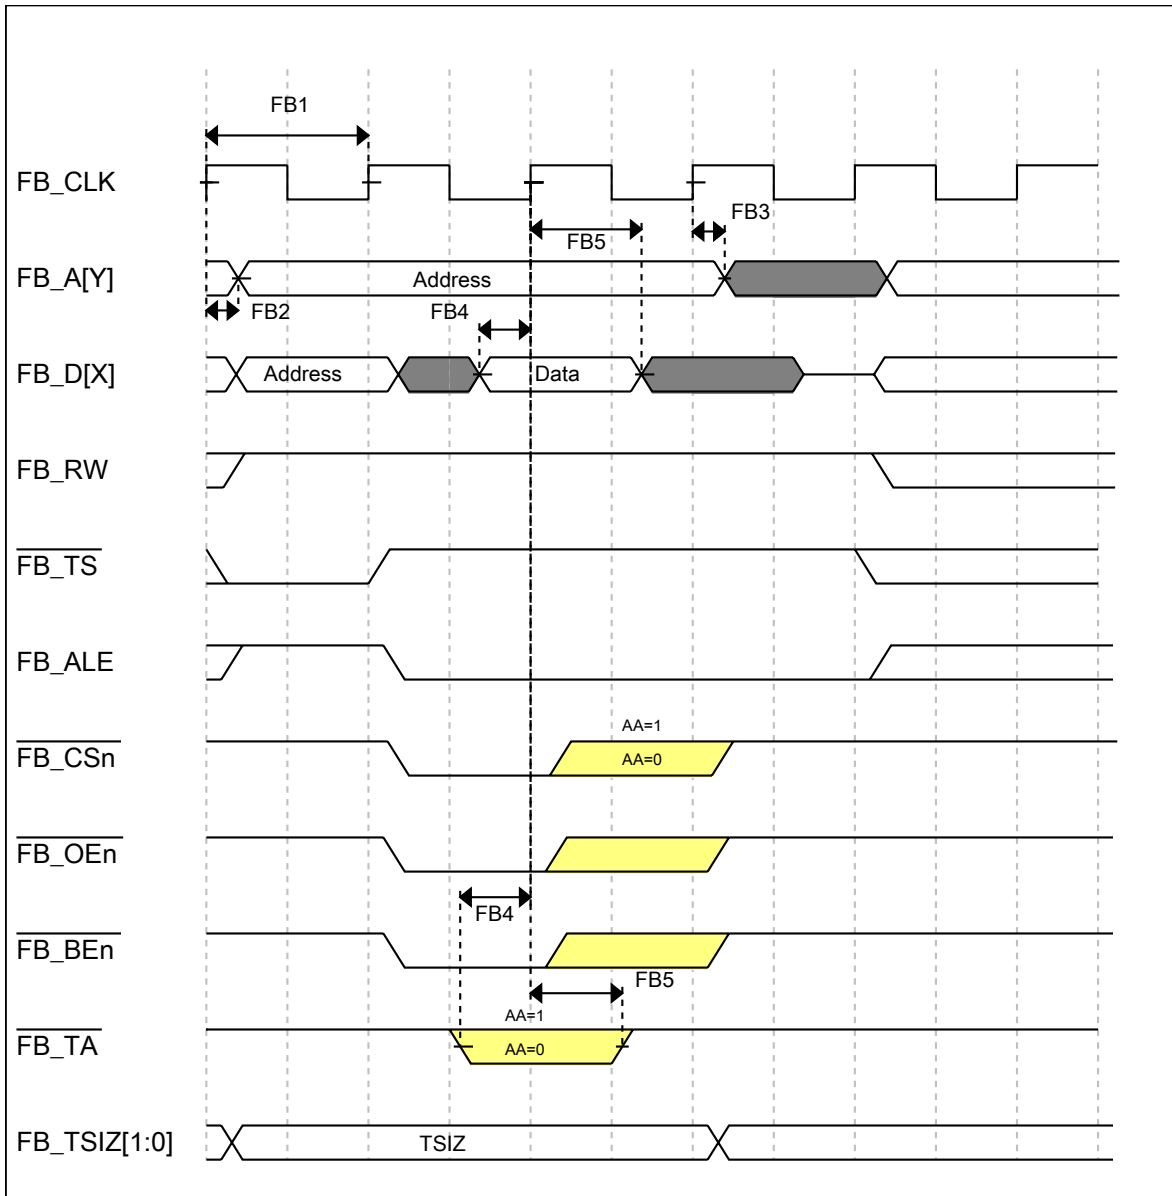 FB1
FB_CLK
FB3
FB5
FB_A[Y]
Address
FB2
FB4
FB_D[X]
Address
Data
FB_RW
FB_TS
FB_ALE
AA=1
FB_CSn
AA=0
FB_OEn
FB4
FB_BEn
FB5
AA=1
FB_TA
AA=0
FB_TSIZ[1:0]
TSIZ